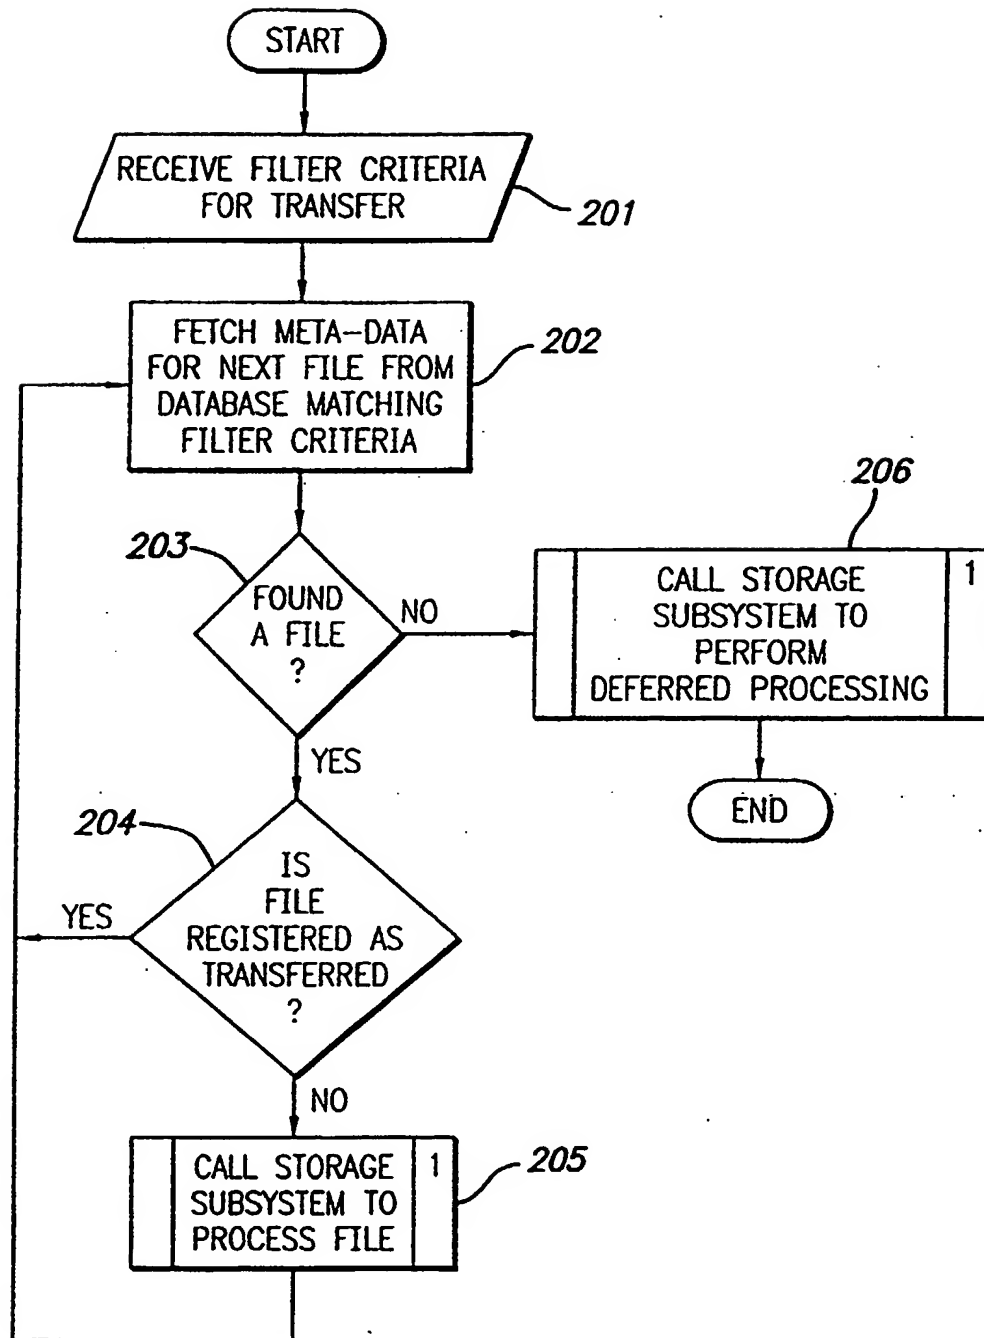 START
RECEIVE FILTER CRITERIA
FOR TRANSFER
201
FETCH META-DATA
FOR NEXT FILE FROM
DATABASE MATCHING
FILTER CRITERIA
202
203
FOUND
A FILE
?
NO
YES
206
CALL STORAGE
SUBSYSTEM TO
PERFORM
DEFERRED PROCESSING
1
END
204
IS
FILE
REGISTERED AS
TRANSFERRED
?
YES
NO
CALL STORAGE
SUBSYSTEM TO
PROCESS FILE
1
205